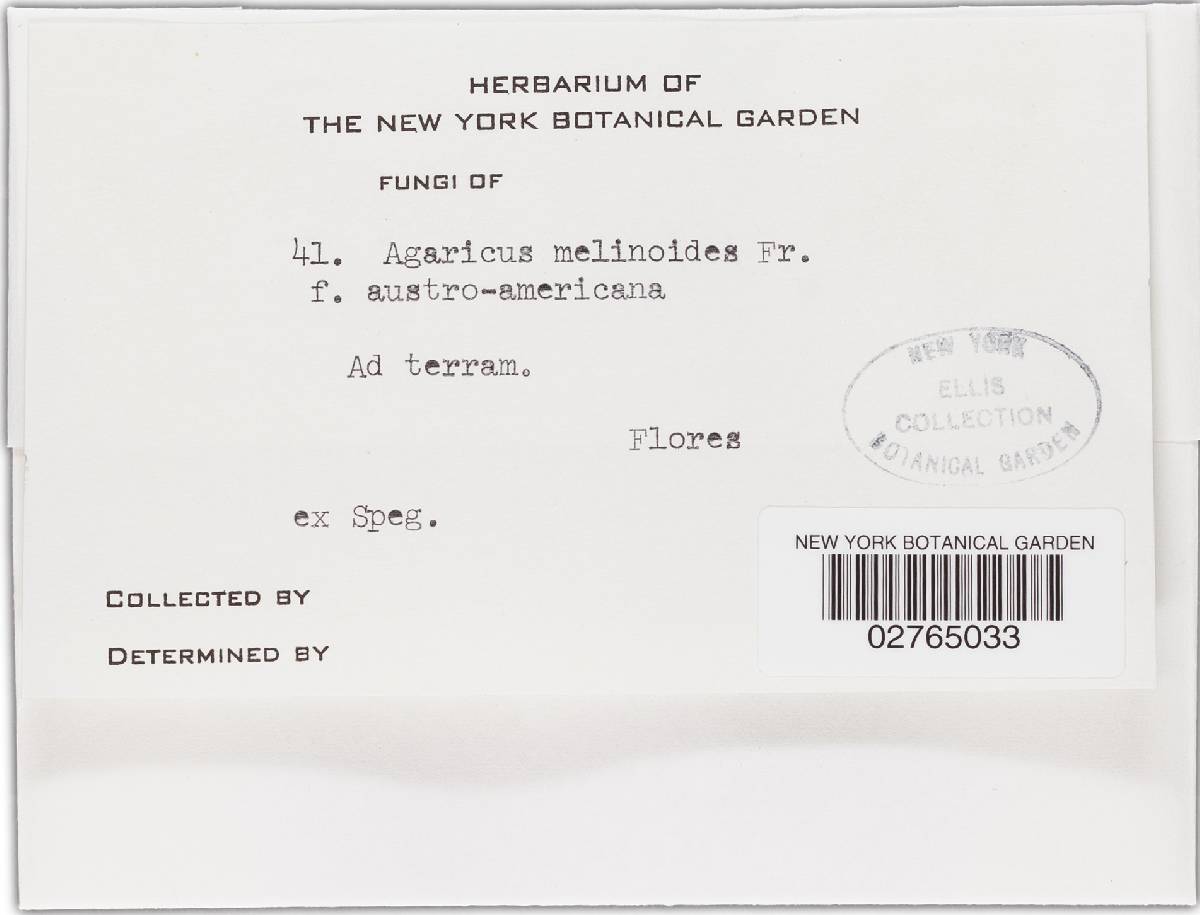 HERBARIUM OF
THE NEW YORK BOTANICAL GARDEN
FUNGI OF
41. Agaricus melinoides Fr.
f. austro-americana
Ad terram.
Flores
NEW YORK
ELLIS
COLLECTION
BOTANICAL GARDEN
ex Speg.
NEW YORK BOTANICAL GARDEN
02765033
COLLECTED BY
DETERMINED BY